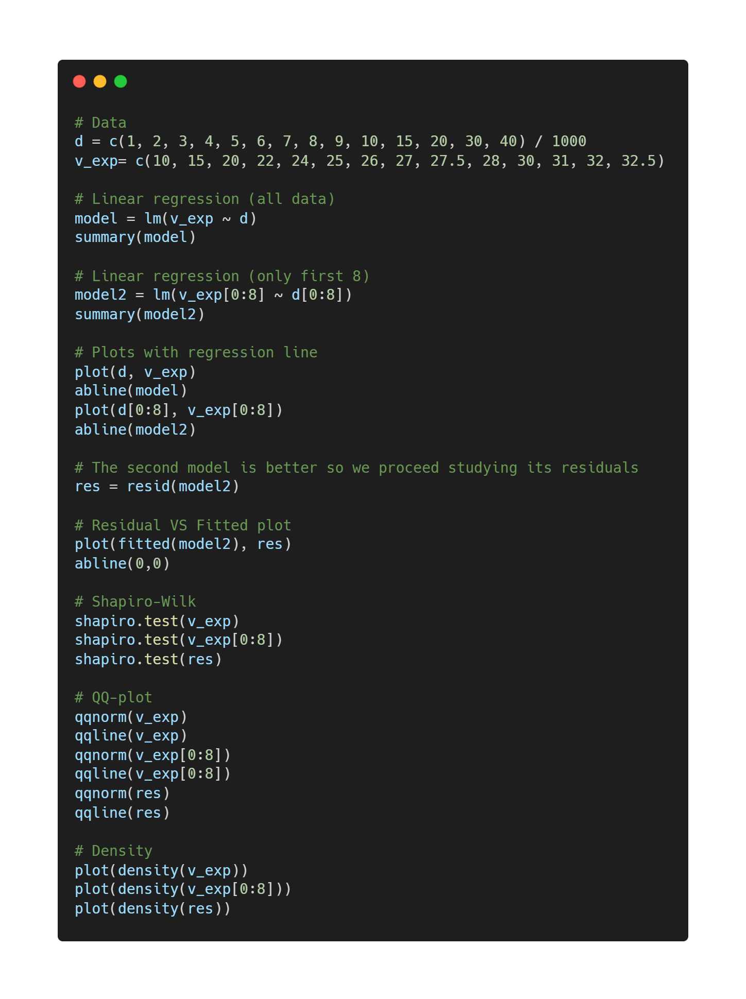 # Data
d = c(1, 2, 3, 4, 5, 6, 7, 8, 9, 10, 15, 20, 30, 40) / 1000
v_exp= c(10, 15, 20, 22, 24, 25, 26, 27, 27.5, 28, 30, 31, 32, 32.5)
# Linear regression (all data)
model = lm(v_exp ~ d)
summary(model)
# Linear regression (only first 8)
model2 = lm(v_exp[0:8] ~ d[0:8])
summary(model2)
# Plots with regression line
plot(d, v_exp)
abline(model)
plot(d[0:8], v_exp[0:8])
abline(model2)
# The second model is better so we proceed studying its residuals
res = resid(model2)
# Residual VS Fitted plot
plot(fitted(model2), res)
abline(0,0)
# Shapiro-Wilk
shapiro.test(v_exp)
shapiro.test(v_exp[0:8])
shapiro.test(res)
# QQ-plot
qqnorm(v_exp)
qqline(v_exp)
qqnorm(v_exp[0:8])
qqline(v_exp[0:8])
qqnorm(res)
qqline(res)
# Density
plot(density(v_exp))
plot(density(v_exp[0:8]))
plot(density(res))